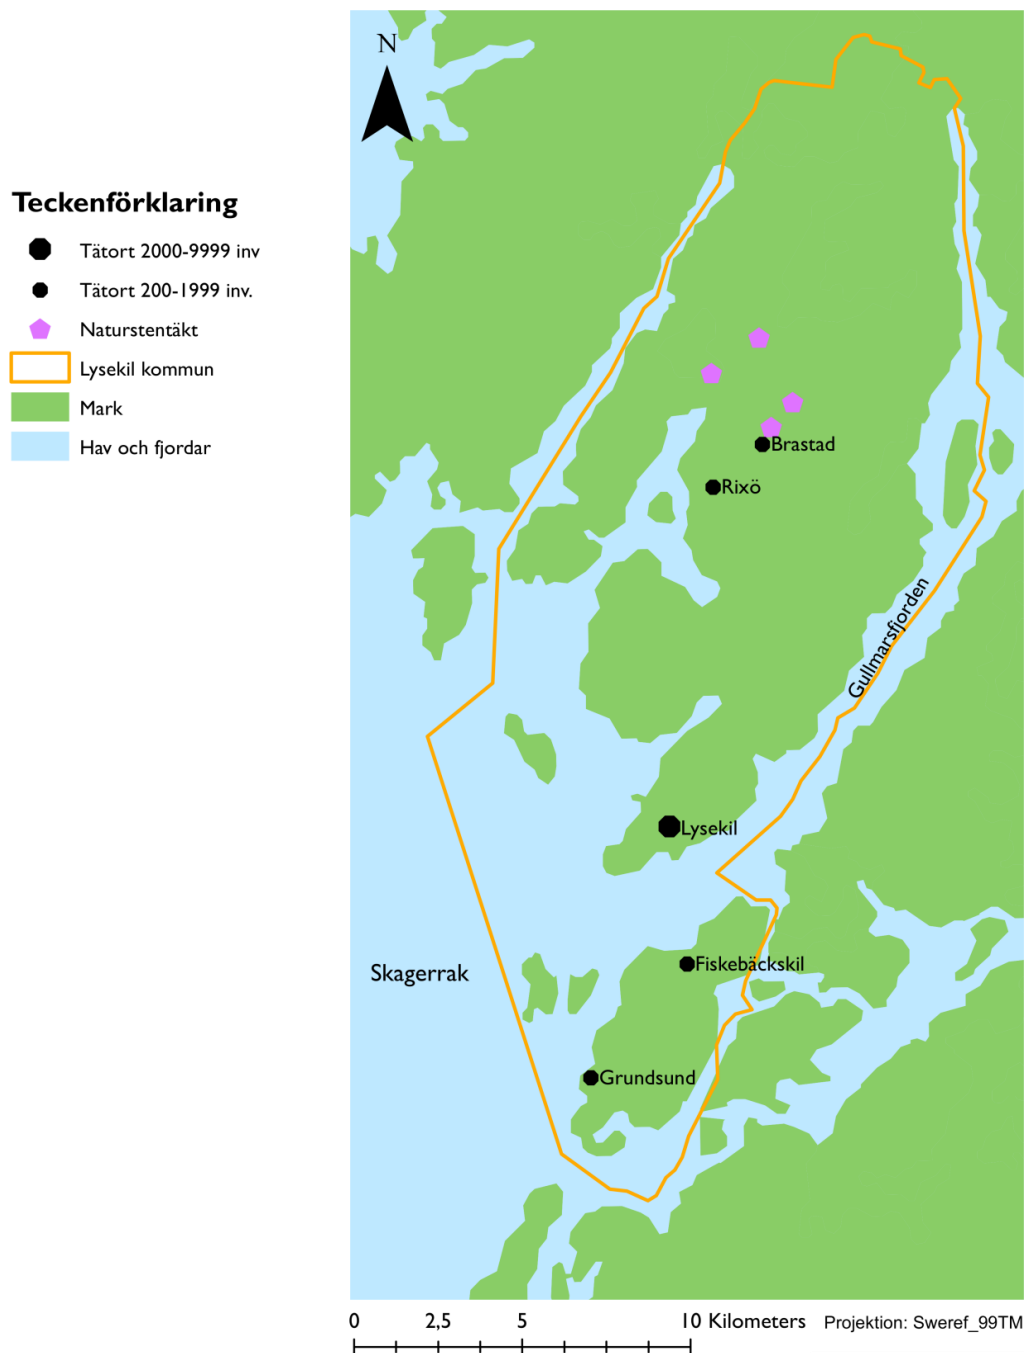 N
Teckenförklaring
Tätort 2000-9999 inv
Tätort 200-1999 inv.
Naturstentäkt
Lysekil kommun
Mark
Hav och fjordar
Brastad
Rixö
Gullmarsfjorden
Lysekil
Fiskebäckskil
Skagerrak
Grundsund
0 2,5 5 10 Kilometers
Projektion: Sweref_99TM